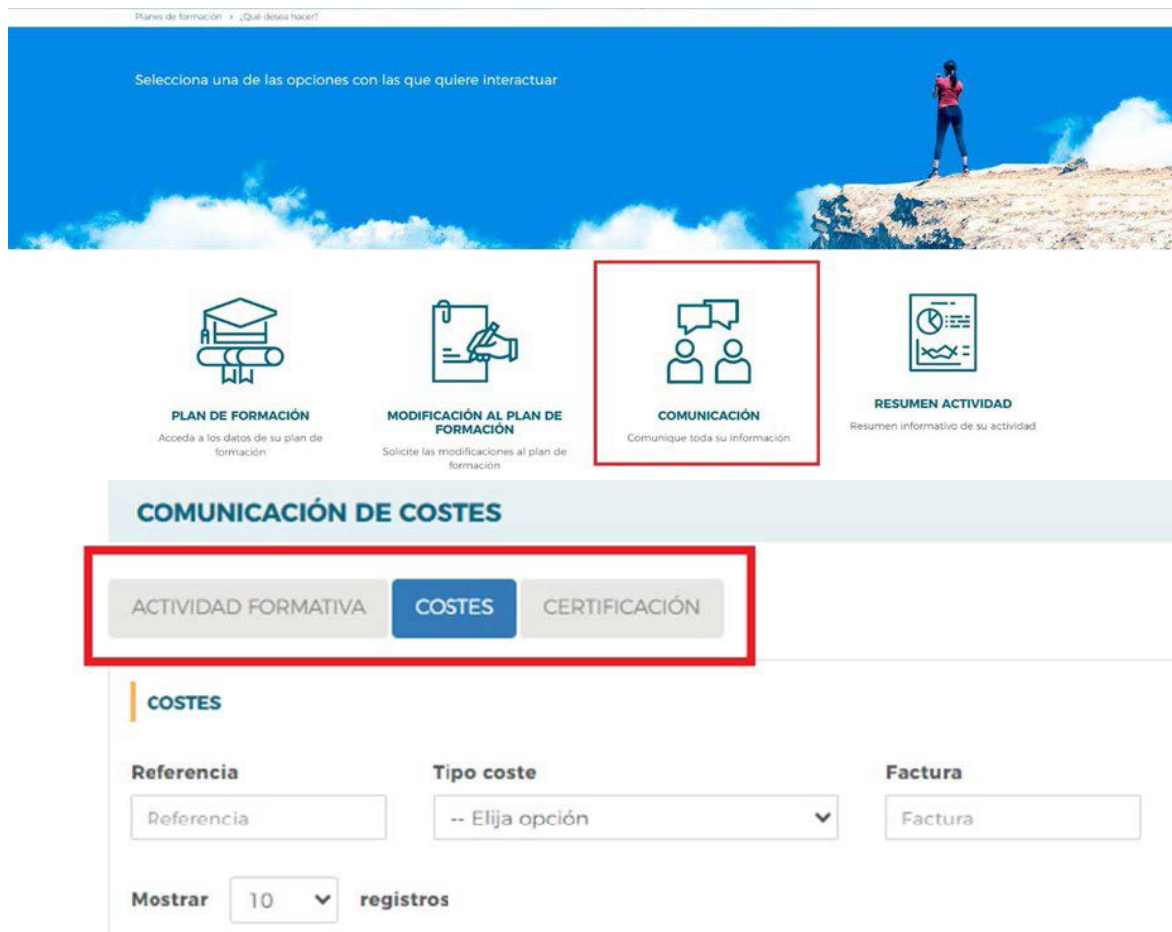 Planes de formación > ¿Qué desea hacer?
Selecciona una de las opciones con las que quiere interactuar
PLAN DE FORMACIÓN
Acceda a los datos de su plan de
formación
MODIFICACIÓN AL PLAN DE
FORMACIÓN
Solicite las modificaciones al plan de
formación
COMUNICACIÓN
Comunique toda su información
RESUMEN ACTIVIDAD
Resumen informativo de su actividad
COMUNICACIÓN DE COSTES
ACTIVIDAD FORMATIVA COSTES CERTIFICACIÓN
COSTES
Referencia Tipo coste Factura
Referencia -- Elija opción Factura
Mostrar 10 registros